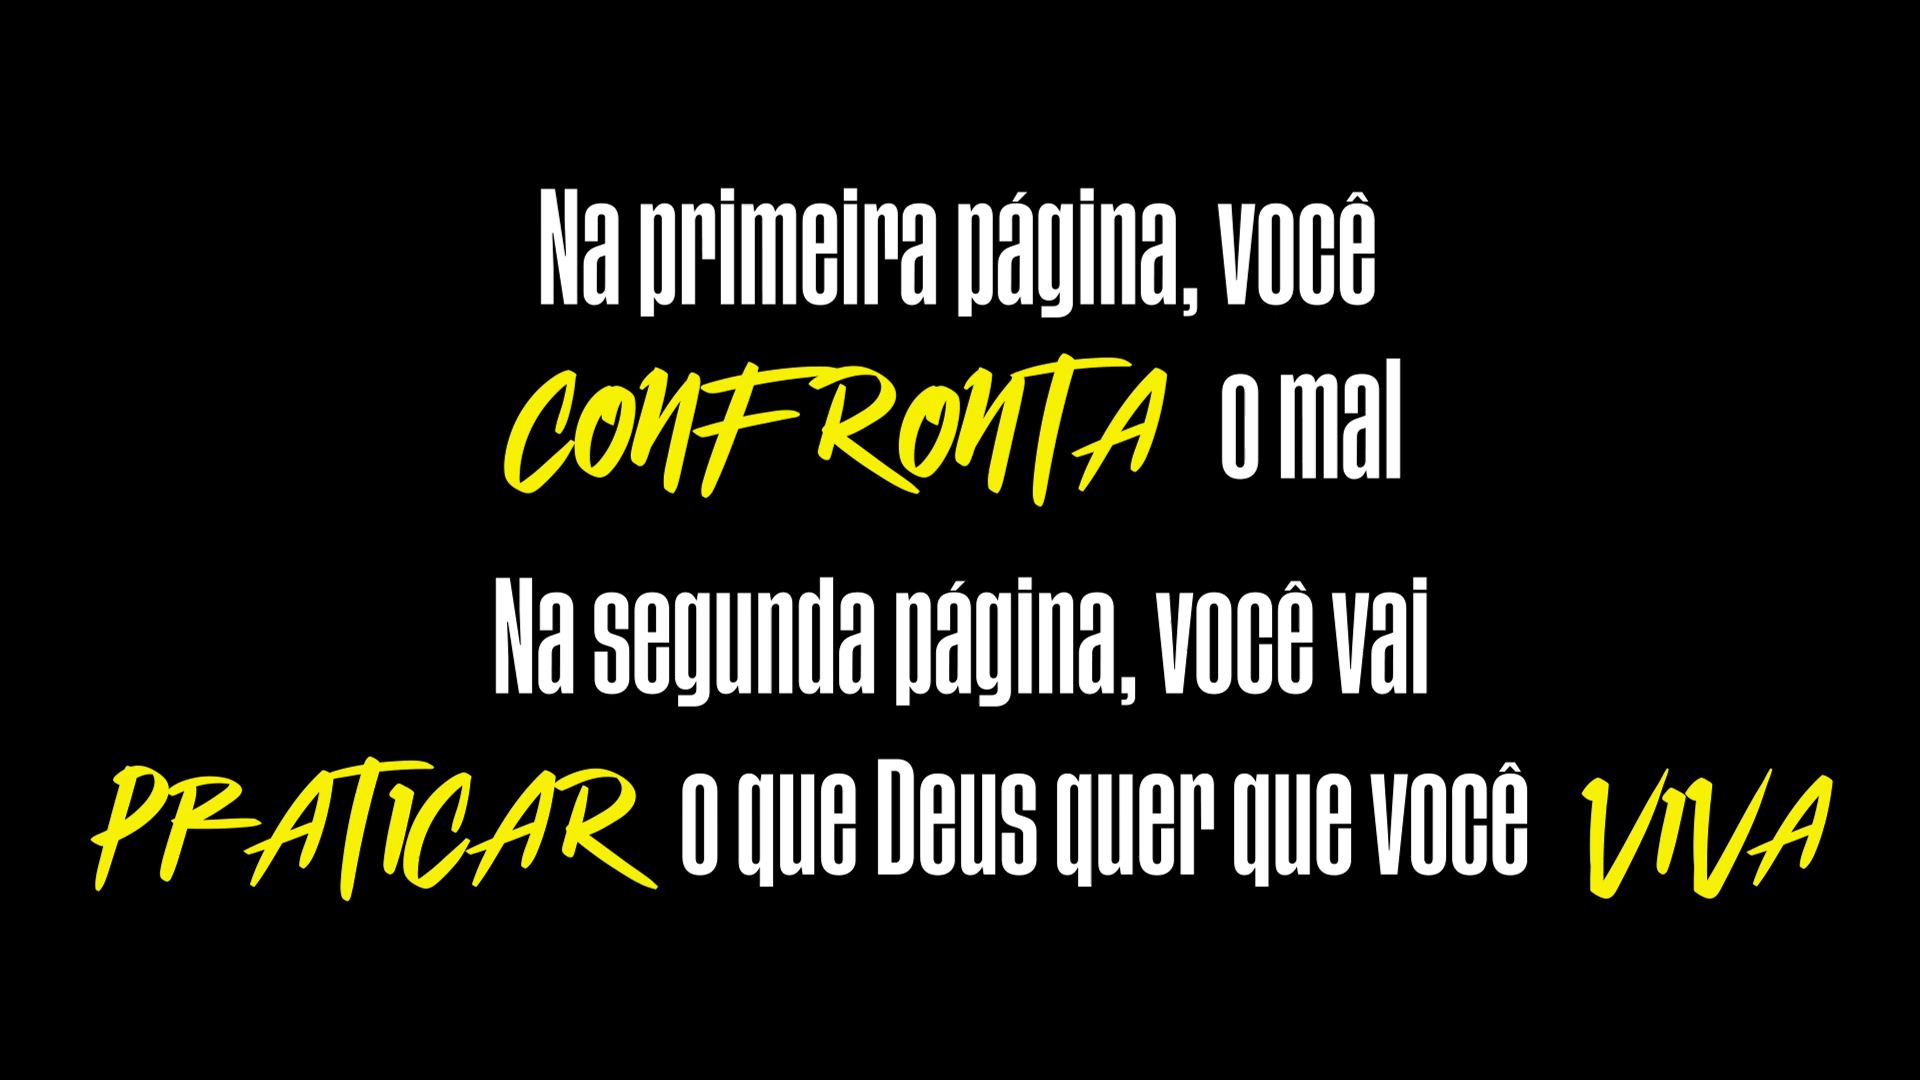 Na primeira página, você
CONFRONTA o mal
Na segunda página, você vai
PRATICAR o que Deus quer que você VIVA